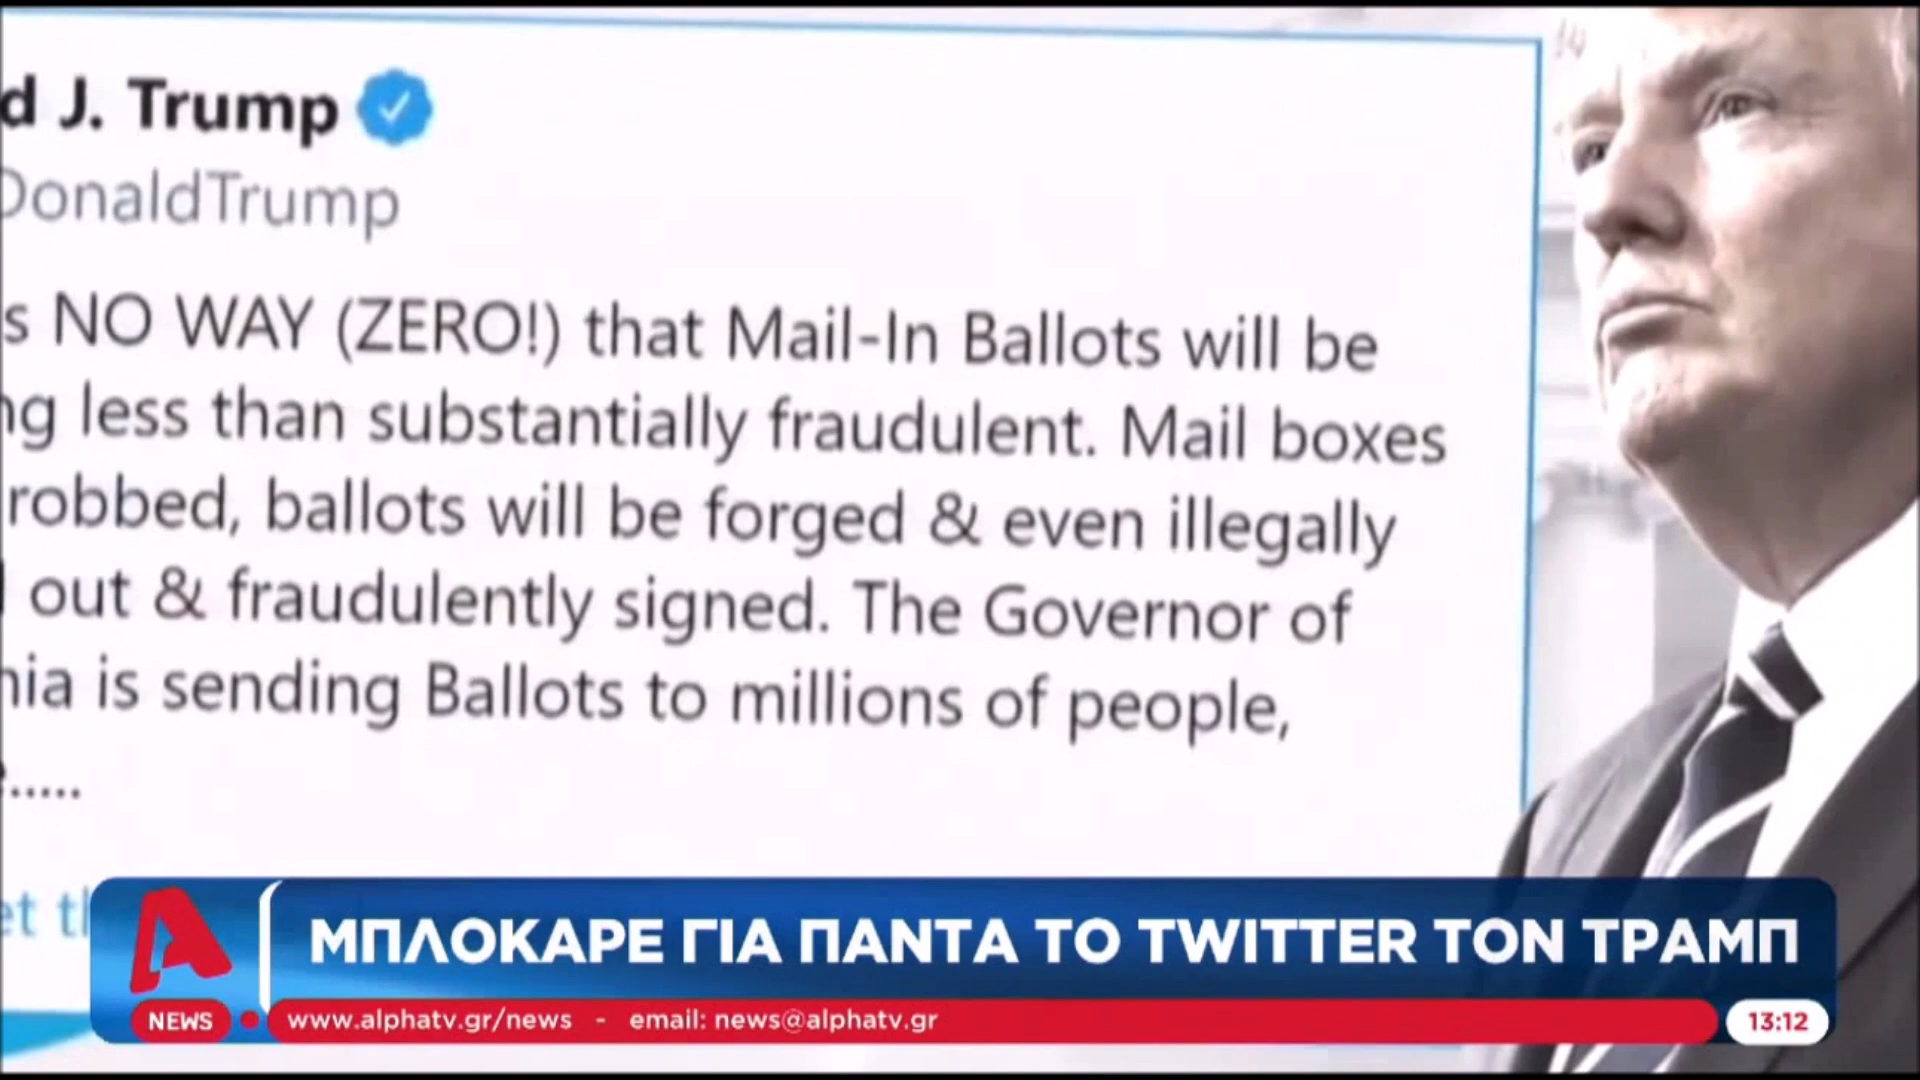 d J. Trump
DonaldTrump
s NO WAY (ZERO!) that Mail-In Ballots will be
ng less than substantially fraudulent. Mail boxes
robbed, ballots will be forged & even illegally
out & fraudulently signed. The Governor of
nia is sending Ballots to millions of people,
.....
et th
ΜΠΛΟΚΑΡΕ ΓΙΑ ΠΑΝΤΑ ΤΟ TWITTER ΤΟΝ ΤΡΑΜΠ
NEWS www.alphatv.gr/news - email: news@alphatv.gr 13:12